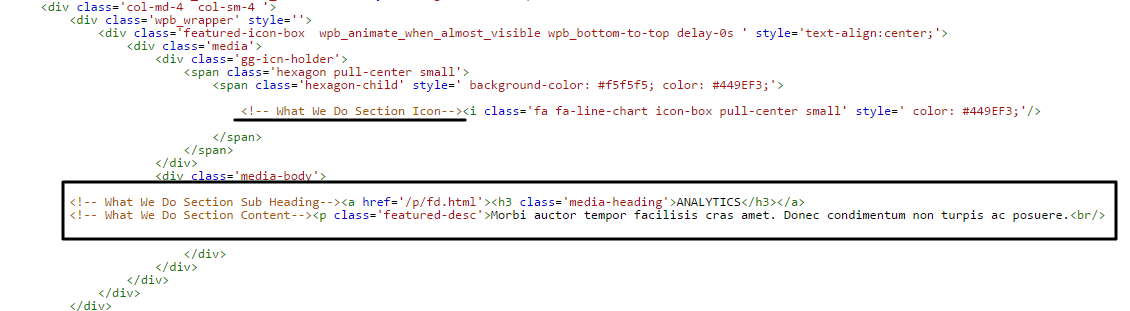 <div class='col-md-4  col-sm-4 '>
<div class='wpb_wrapper' style=''>
<div class='featured-icon-box  wpb_animate_when_almost_visible wpb_bottom-to-top delay-0s ' style='text-align:center;'>
<div class='media'>
<div class='gg-icn-holder'>
<span class='hexagon pull-center small'>
<span class='hexagon-child' style=' background-color: #f5f5f5; color: #449EF3;'>
<!-- What We Do Section Icon--><i class='fa fa-line-chart icon-box pull-center small' style=' color: #449EF3;'/>
</span>
</span>
</div>
<div class='media-body'>
<!-- What We Do Section Sub Heading--><a href='/p/fd.html'><h3 class='media-heading'>ANALYTICS</h3></a>
<!-- What We Do Section Content--><p class='featured-desc'>Morbi auctor tempor facilisis cras amet. Donec condimentum non turpis ac posuere.<br/>
</div>
</div>
</div>
</div>
</div>